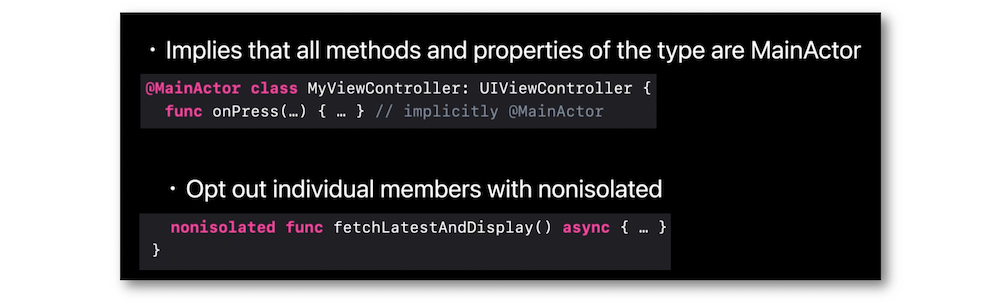 • Implies that all methods and properties of the type are MainActor
@MainActor class MyViewController: UIViewController {
func onPress(…) { … } // implicitly @MainActor
• Opt out individual members with nonisolated
nonisolated func fetchLatestAndDisplay() async { … }
}